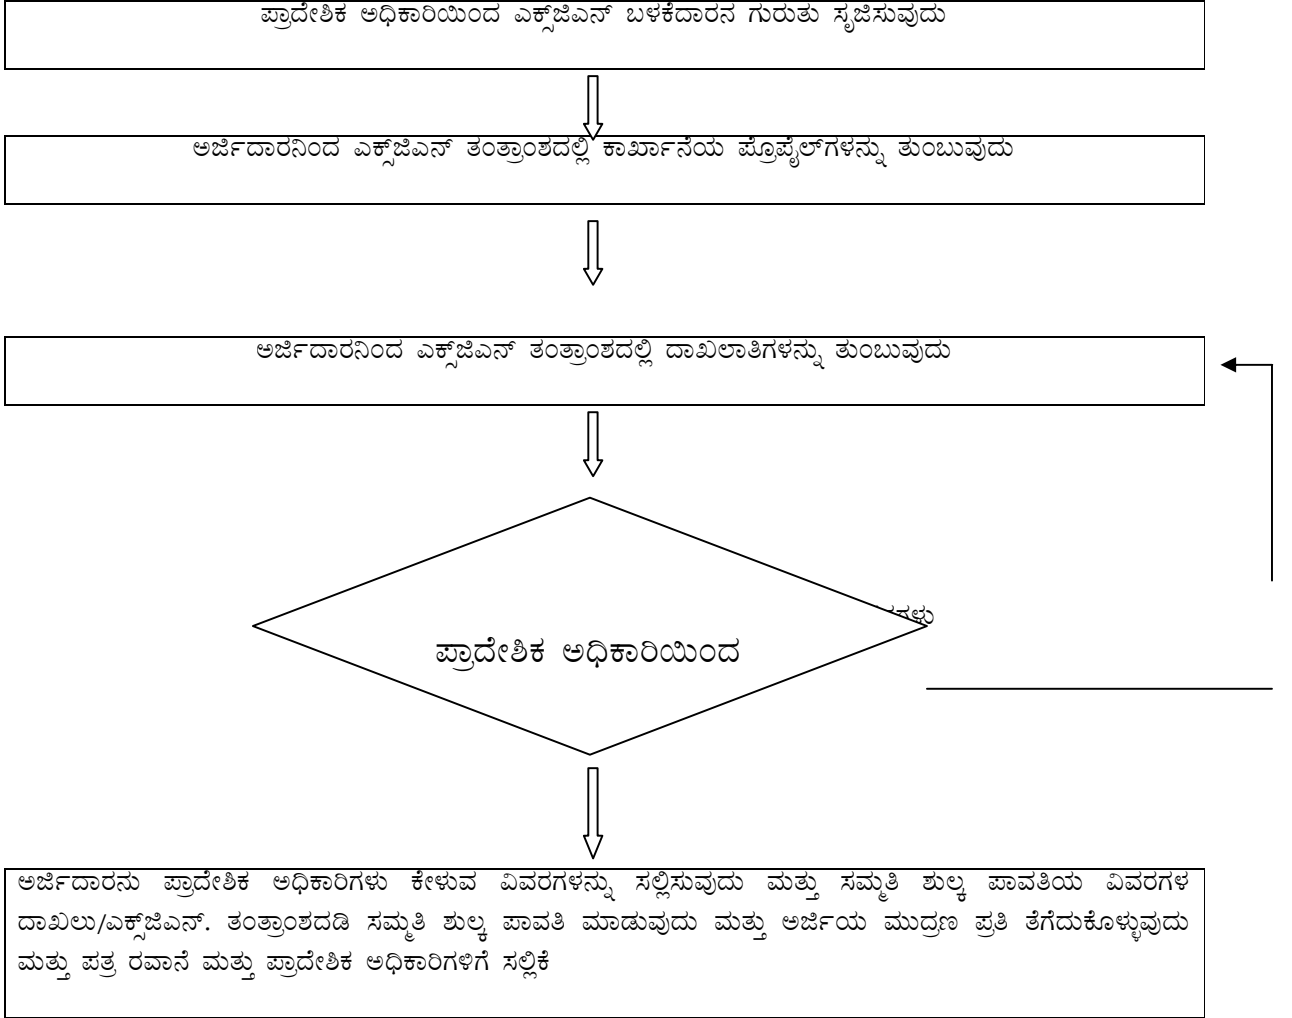 ಪ್ರಾದೇಶಿಕ ಅಧಿಕಾರಿಯಿಂದ ಎಕ್ಸ್‌ಜಿಎನ್ ಬಳಕೆದಾರನ ಗುರುತು ಸೃಜಿಸುವುದು
ಅರ್ಜಿದಾರನಿಂದ ಎಕ್ಸ್‌ಜಿಎನ್ ತಂತ್ರಾಂಶದಲ್ಲಿ ಕಾರ್ಖಾನೆಯ ಪ್ರೊಪೈಲ್‌ಗಳನ್ನು ತುಂಬುವುದು
ಅರ್ಜಿದಾರನಿಂದ ಎಕ್ಸ್‌ಜಿಎನ್ ತಂತ್ರಾಂಶದಲ್ಲಿ ದಾಖಲಾತಿಗಳನ್ನು ತುಂಬುವುದು
ಪ್ರಾದೇಶಿಕ ಅಧಿಕಾರಿಯಿಂದ
ಅರ್ಜಿದಾರನು ಪ್ರಾದೇಶಿಕ ಅಧಿಕಾರಿಗಳು ಕೇಳುವ ವಿವರಗಳನ್ನು ಸಲ್ಲಿಸುವುದು ಮತ್ತು ಸಮ್ಮತಿ ಶುಲ್ಕ ಪಾವತಿಯ ವಿವರಗಳ
ದಾಖಲು/ಎಕ್ಸ್‌ಜಿಎನ್. ತಂತ್ರಾಂಶದಡಿ ಸಮ್ಮತಿ ಶುಲ್ಕ ಪಾವತಿ ಮಾಡುವುದು ಮತ್ತು ಅರ್ಜಿಯ ಮುದ್ರಣ ಪ್ರತಿ ತೆಗೆದುಕೊಳ್ಳುವುದು
ಮತ್ತು ಪತ್ರ ರವಾನೆ ಮತ್ತು ಪ್ರಾದೇಶಿಕ ಅಧಿಕಾರಿಗಳಿಗೆ ಸಲ್ಲಿಕೆ